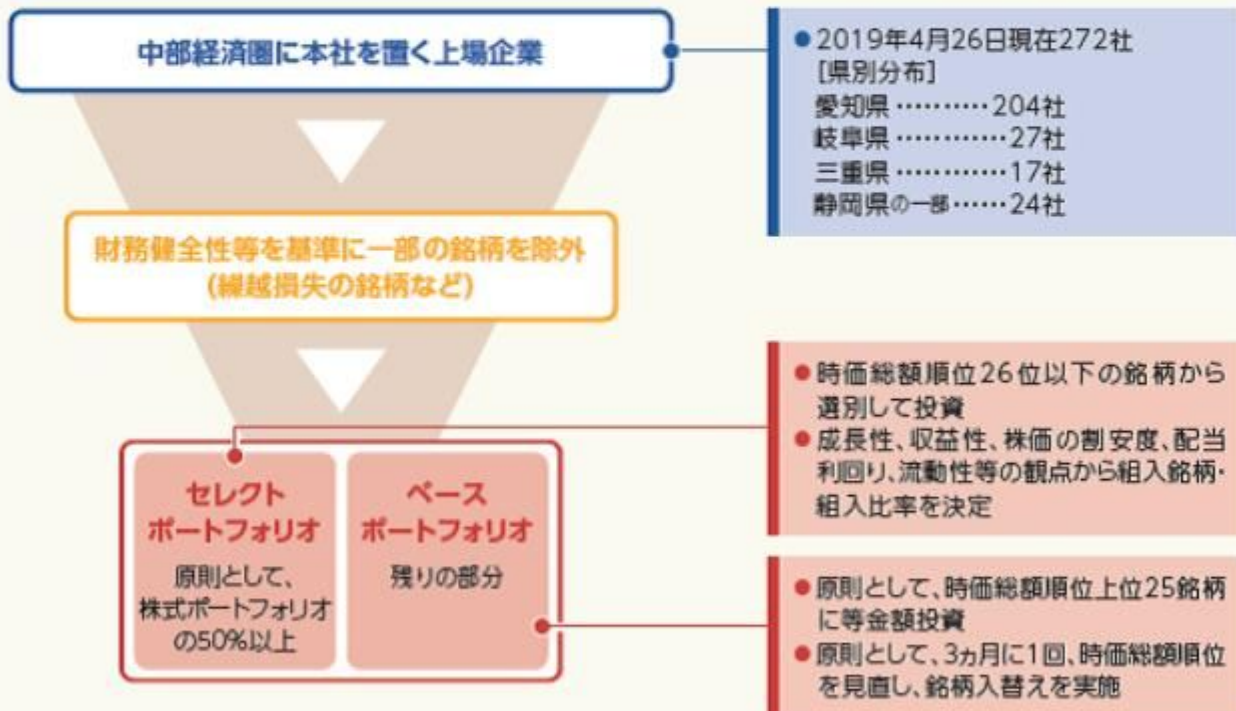 中部経済圏に本社を置く上場企業
●2019年4月26日現在272社
[県別分布]
愛知県 ………… 204社
岐阜県 ………… 27社
三重県 ………… 17社
静岡県の一部 …… 24社
財務健全性等を基準に一部の銘柄を除外
(繰越損失の銘柄など)
●時価総額順位26位以下の銘柄から
選別して投資
●成長性、収益性、株価の割安度、配当
利回り、流動性等の観点から組入銘柄・
組入比率を決定
セレクト
ポートフォリオ
原則として、
株式ポートフォリオ
の50%以上
ベース
ポートフォリオ
残りの部分
●原則として、時価総額順位上位25銘柄
に等金額投資
●原則として、3ヵ月に1回、時価総額順位
を見直し、銘柄入替えを実施